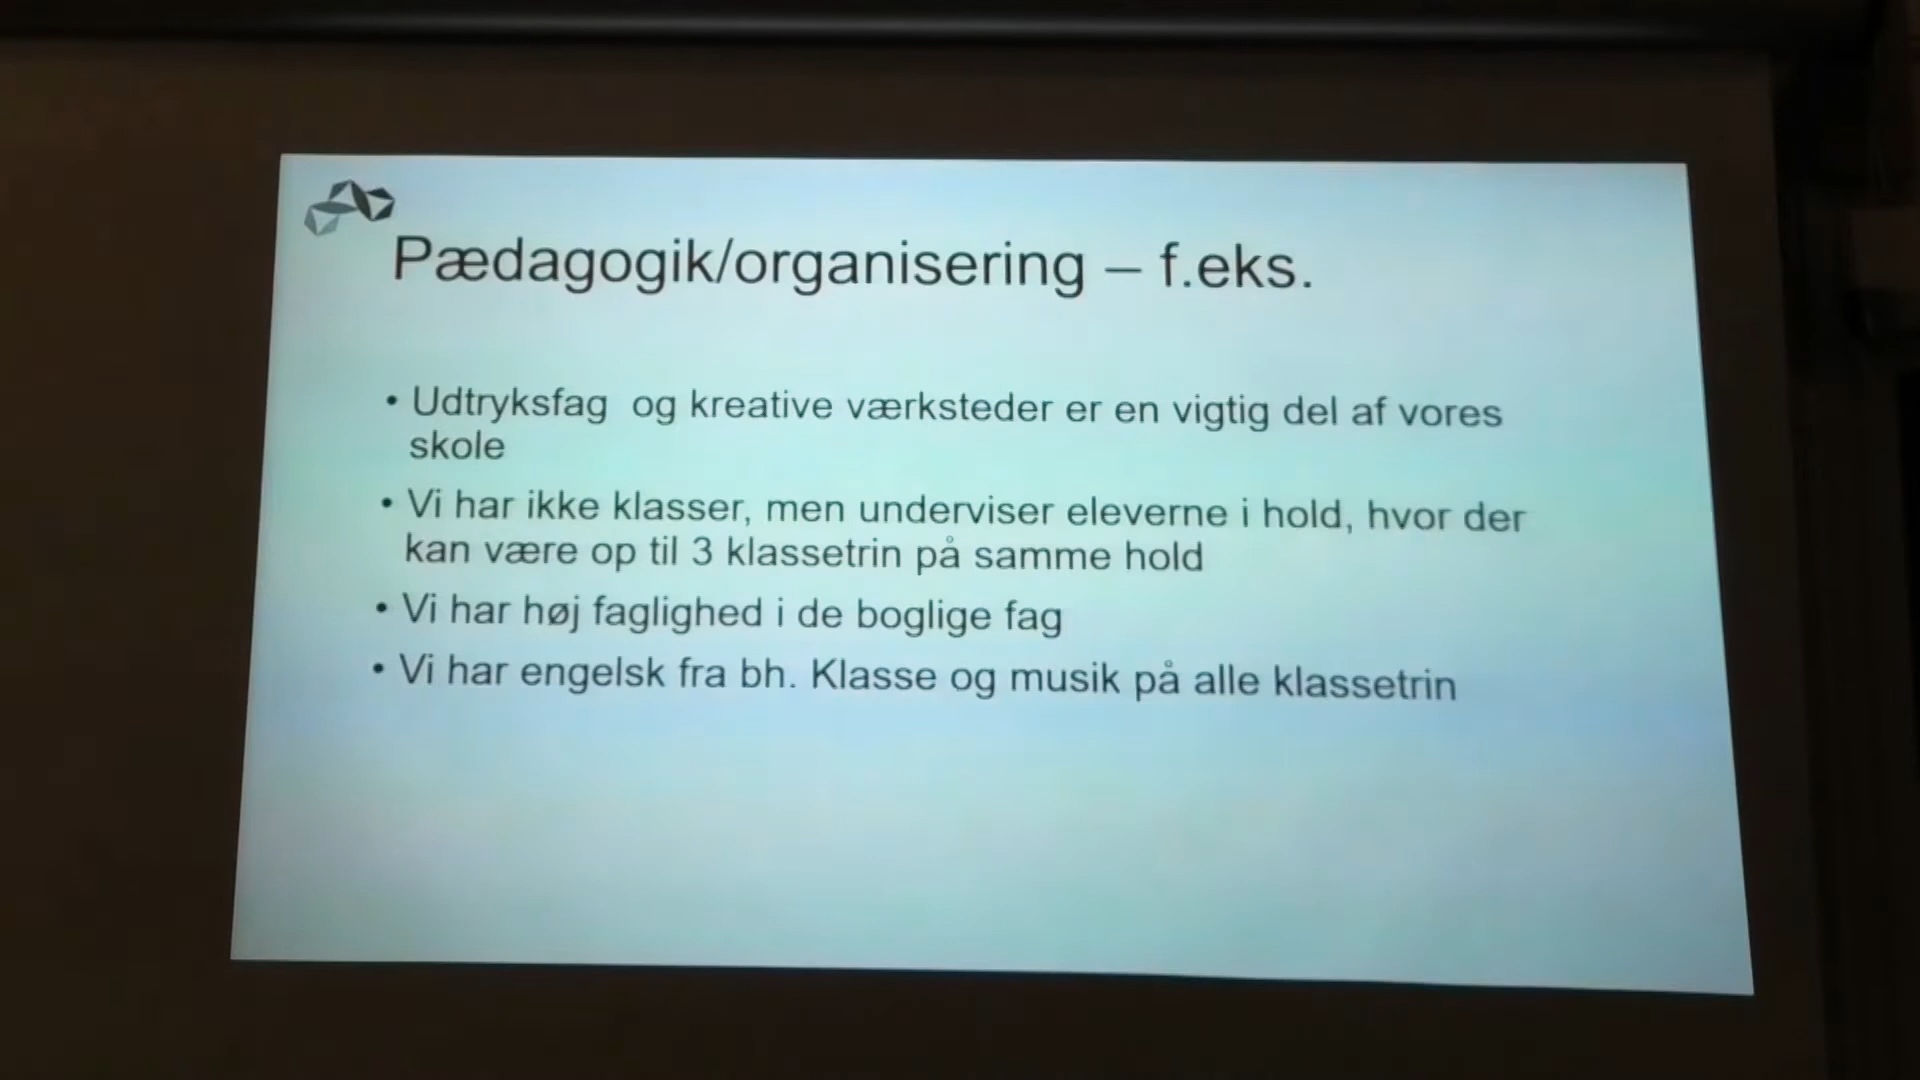 Pædagogik/organisering – f.eks.
• Udtryksfag  og kreative værksteder er en vigtig del af vores
skole
• Vi har ikke klasser, men underviser eleverne i hold, hvor der
kan være op til 3 klassetrin på samme hold
• Vi har høj faglighed i de boglige fag
• Vi har engelsk fra bh. Klasse og musik på alle klassetrin